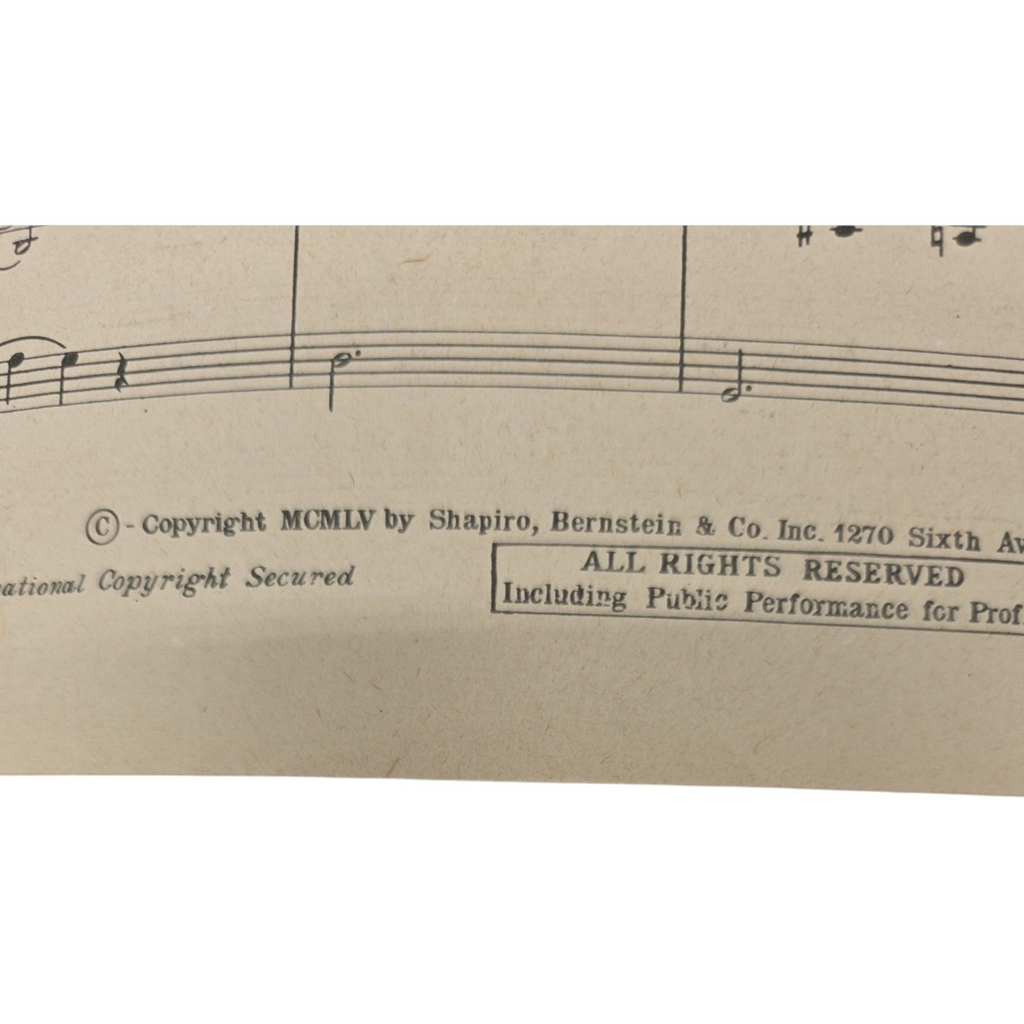 © - Copyright MCMLV by Shapiro, Bernstein & Co. Inc. 1270 Sixth Av
ational Copyright Secured
ALL RIGHTS RESERVED
Including Public Performance for Prof